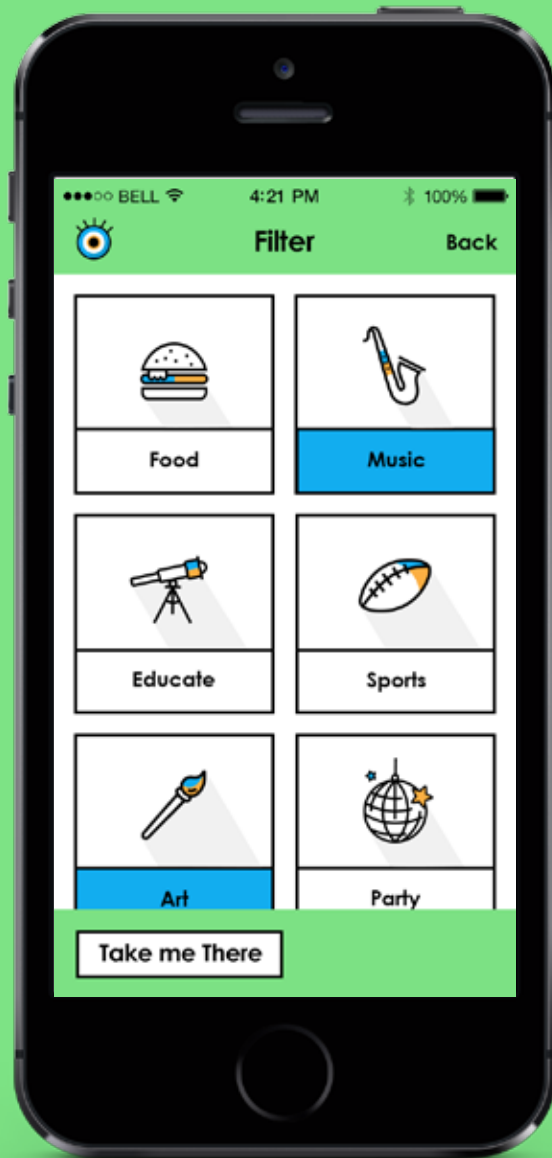 BELL 4:21 PM 100%
Filter Back
Food Music
Educate Sports
Art Party
Take me There